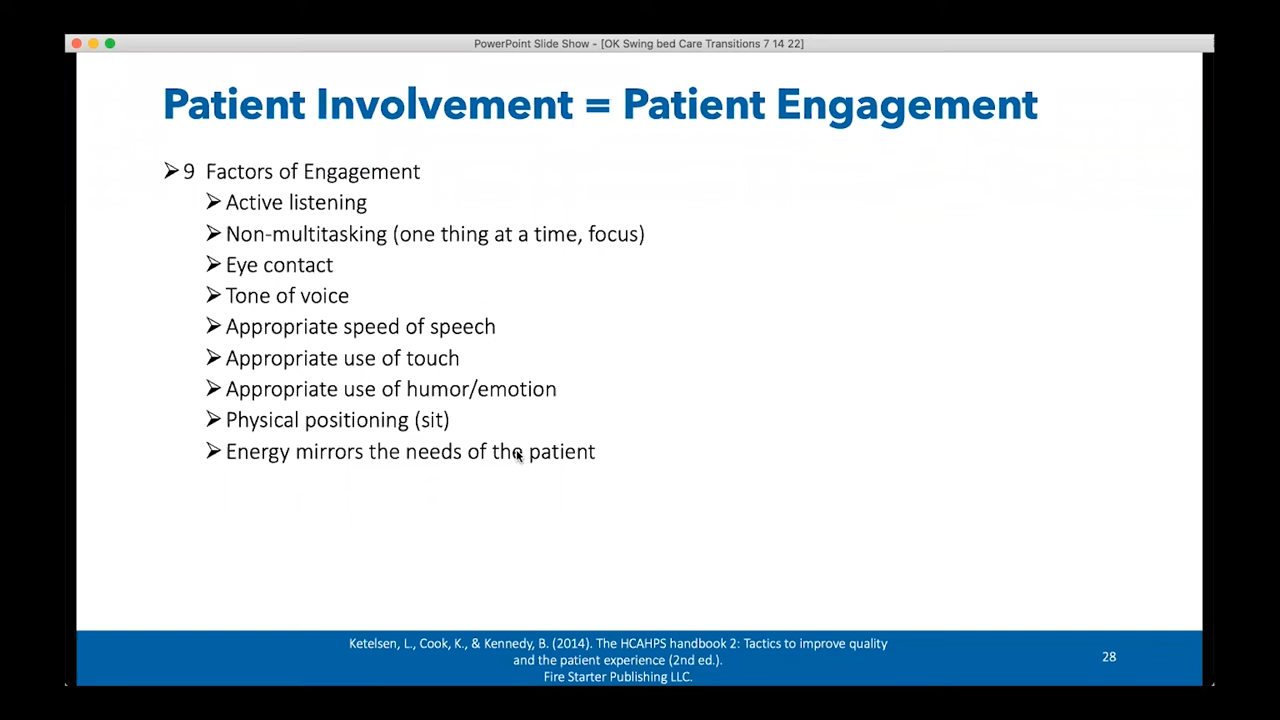 PowerPoint Slide Show - [OK Swing bed Care Transitions 7 14 22]
Patient Involvement = Patient Engagement
➢9 Factors of Engagement
➢Active listening
➢Non-multitasking (one thing at a time, focus)
➢Eye contact
➢Tone of voice
➢Appropriate speed of speech
➢Appropriate use of touch
➢Appropriate use of humor/emotion
➢Physical positioning (sit)
➢Energy mirrors the needs of the patient
Ketelsen, L., Cook, K., & Kennedy, B. (2014). The HCAHPS handbook 2: Tactics to improve quality
and the patient experience (2nd ed.).
Fire Starter Publishing LLC.
28